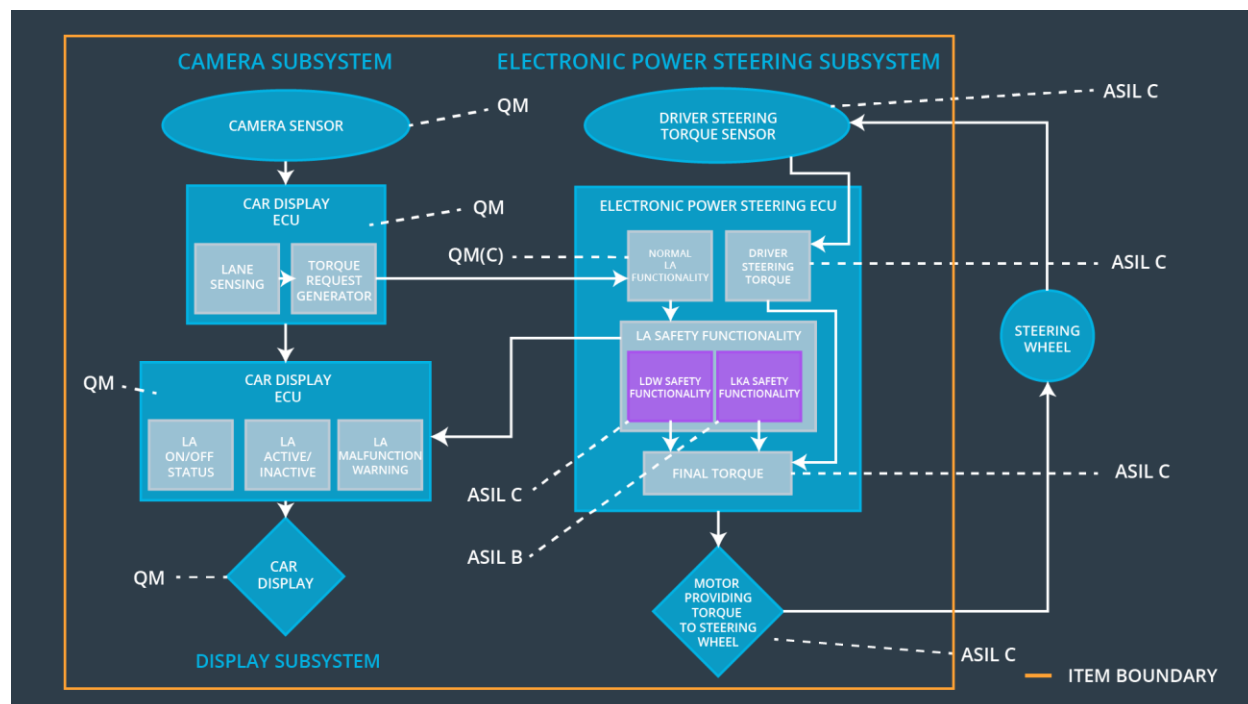 CAMERA SUBSYSTEM
ELECTRONIC POWER STEERING SUBSYSTEM
CAMERA SENSOR
QM
DRIVER STEERING
TORQUE SENSOR
ASIL C
CAR DISPLAY
ECU
QM
LANE
SENSING
TORQUE
REQUEST
GENERATOR
ELECTRONIC POWER STEERING ECU
QM(C)
NORMAL
LA
FUNCTIONALITY
DRIVER
STEERING
TORQUE
ASIL C
STEERING
WHEEL
LA SAFETY FUNCTIONALITY
LDW SAFETY
FUNCTIONALITY
LKA SAFETY
FUNCTIONALITY
QM
CAR DISPLAY
ECU
LA
ON/OFF
STATUS
LA
ACTIVE/
INACTIVE
LA
MALFUNCTION
WARNING
FINAL TORQUE
ASIL C
ASIL C
ASIL B
QM
CAR
DISPLAY
MOTOR
PROVIDING
TORQUE
TO STEERING
WHEEL
ASIL C
DISPLAY SUBSYSTEM
ITEM BOUNDARY